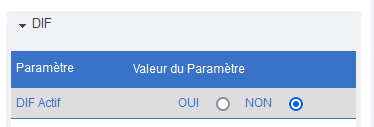 DIF
Paramètre Valeur du Paramètre
DIF Actif OUI NON